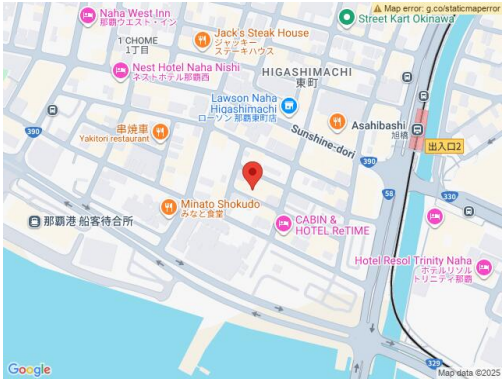 Map error: g.co/staticmaperror
Naha West Inn
那覇ウエスト・イン
Street Kart Okinawa
Jack's Steak House
ジャッキー
ステーキハウス
1 CHOME
1丁目
Nest Hotel Naha Nishi
ネストホテル那覇西
HIGASHIMACHI
東町
Lawson Naha
Higashimachi
ローソン 那覇東町店
390
串焼車
Yakitori restaurant
Sunshine-dori
Asahibashi
旭橋
出入口2
390
58
330
Minato Shokudo
みなと食堂
那覇港 船客待合所
CABIN &
HOTEL ReTIME
Hotel Resol Trinity Naha
ホテルリソル
トリニティ那覇
329
Google
Map data ©2025